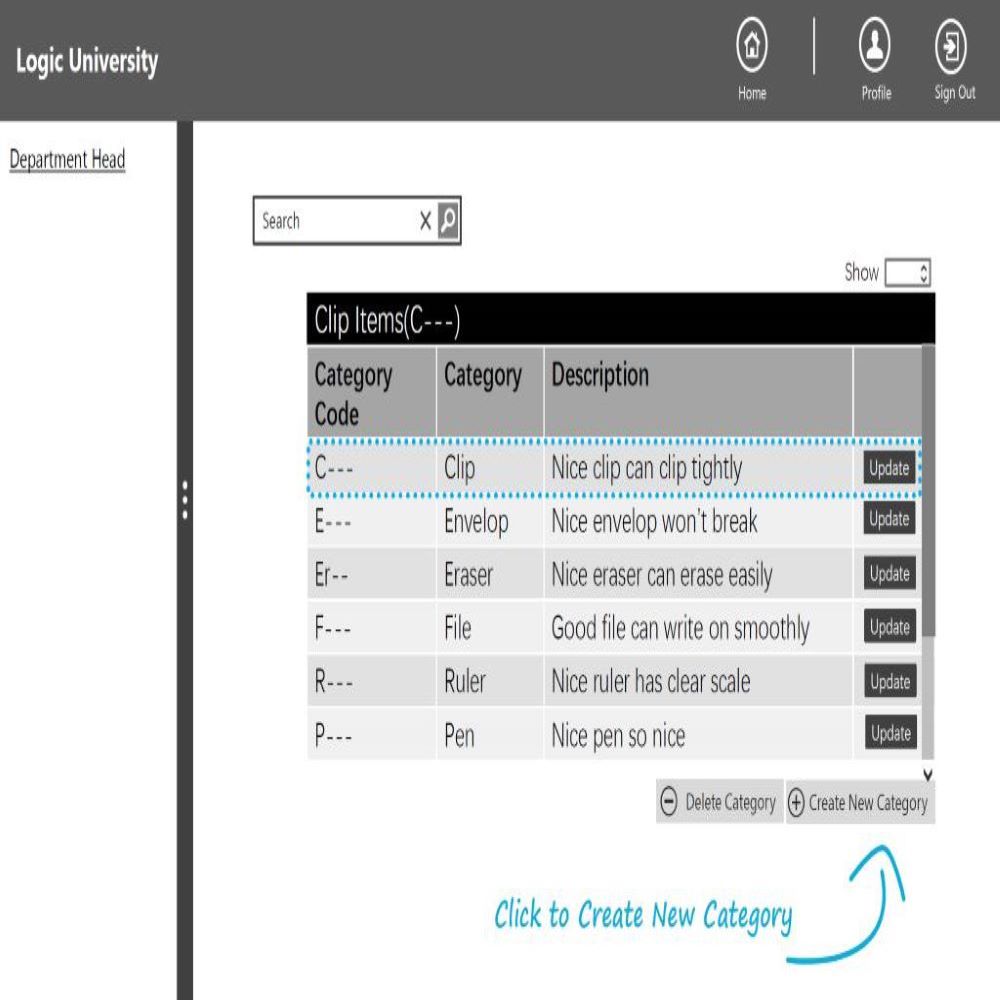 Logic University
Home
Profile
Sign Out
Department Head
Search
Show
Clip Items(C---)
Category Code Category Description
C--- Clip Nice clip can clip tightly Update
E--- Envelop Nice envelop won't break Update
Er-- Eraser Nice eraser can erase easily Update
F--- File Good file can write on smoothly Update
R--- Ruler Nice ruler has clear scale Update
P--- Pen Nice pen so nice Update
Delete Category Create New Category
Click to Create New Category